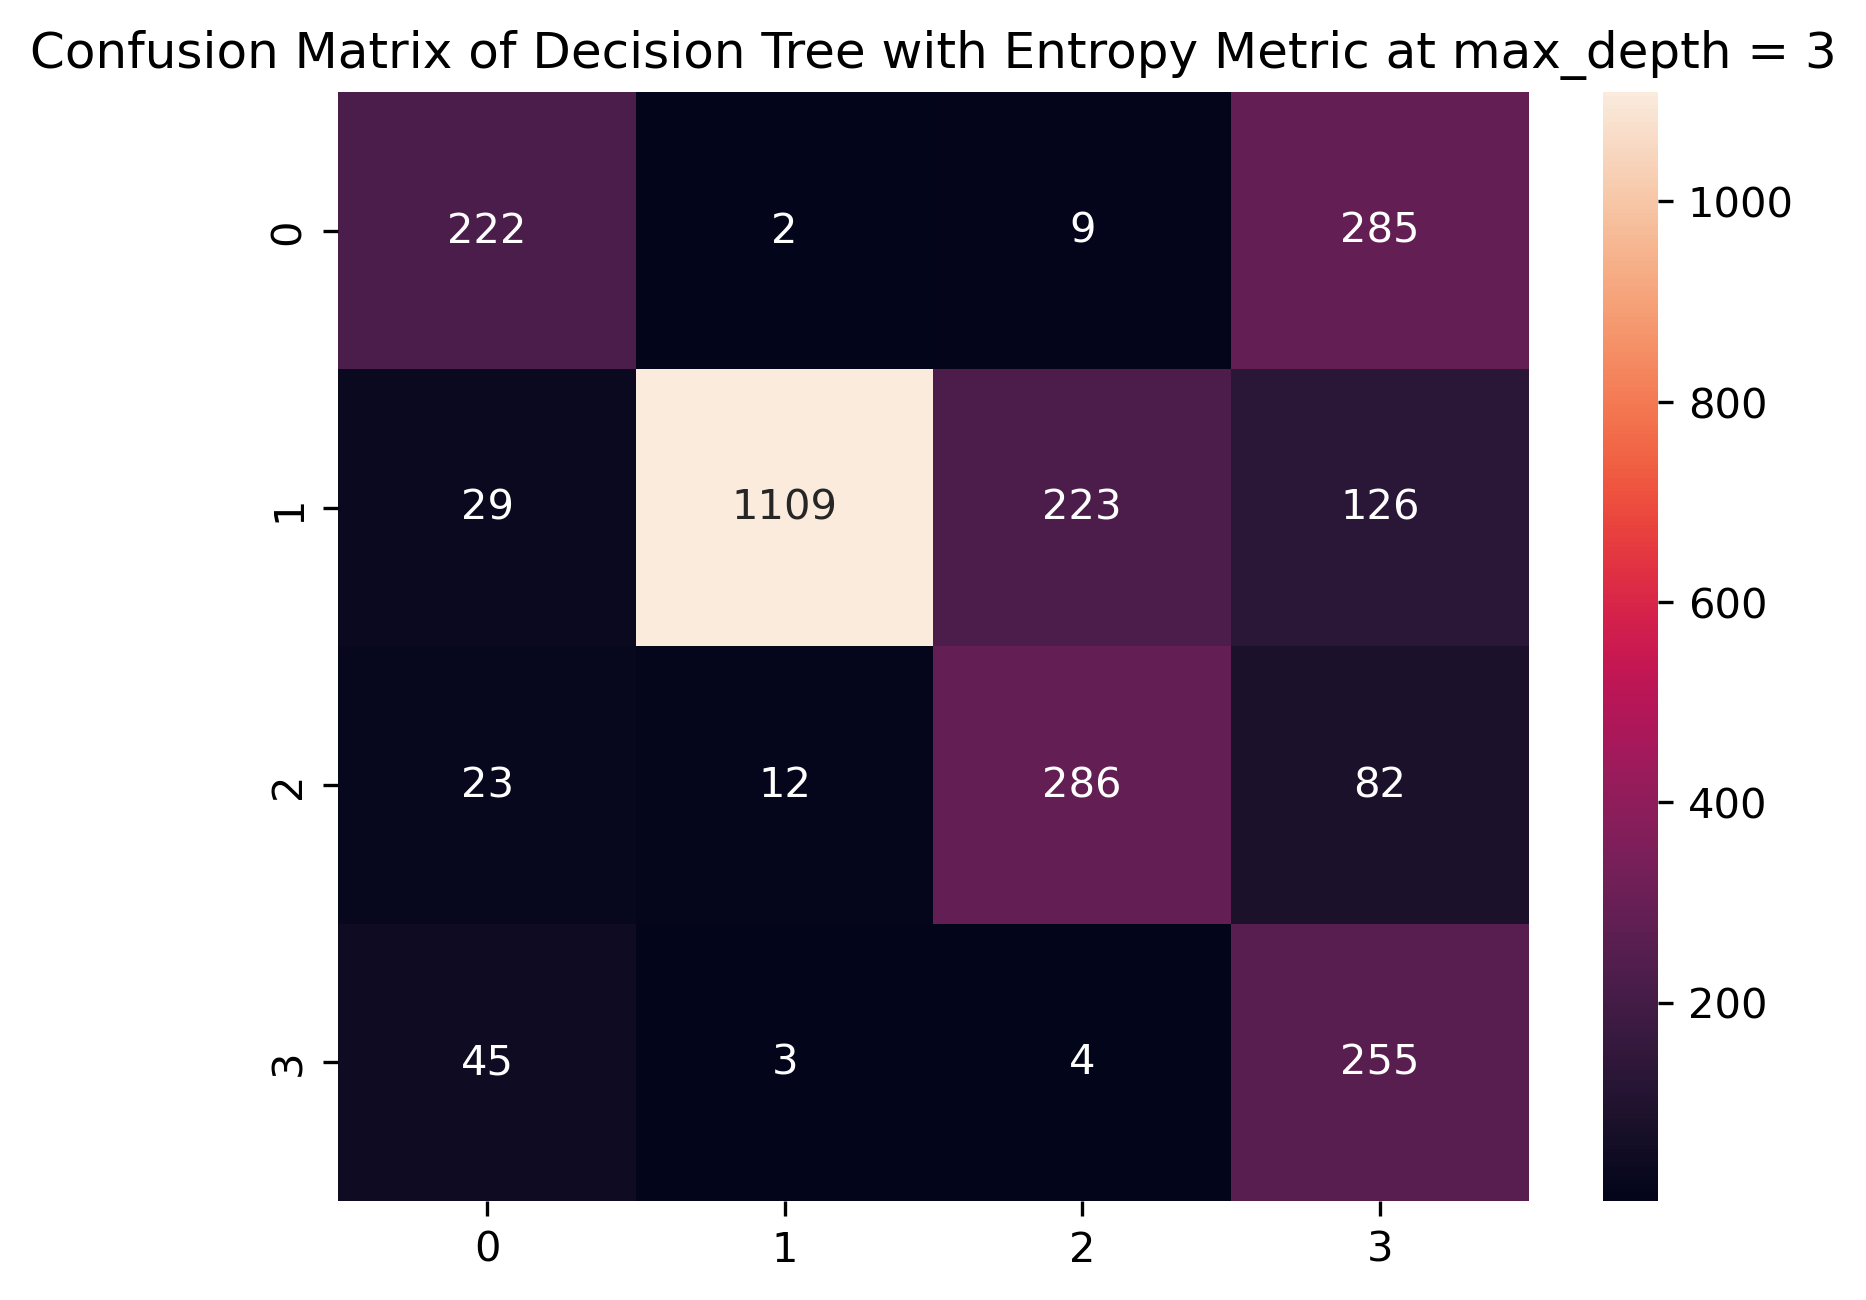 Confusion Matrix of Decision Tree with Entropy Metric at max_depth = 3
0 222 2 9 285
1 29 1109 223 126
2 23 12 286 82
3 45 3 4 255
0 1 2 3
1000
800
600
400
200